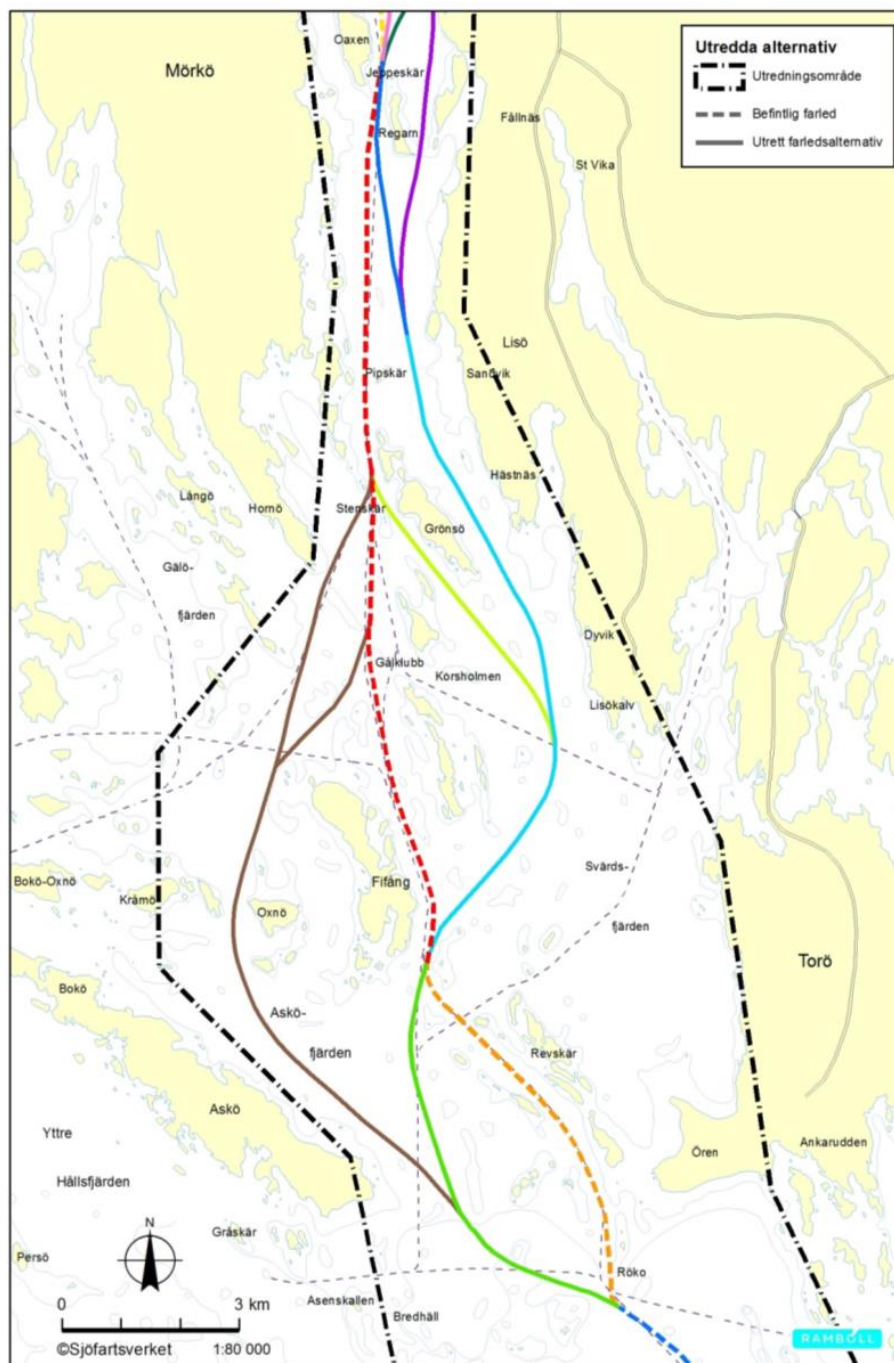 Oaxen
Mörkö
Jeppeskär
Regarn
Utredda alternativ
Utredningsområde
Befintlig farled
Utrett farledsalternativ
Fållnäs
St Vika
Lisö
Pipskär
Sandvik
Hästnäs
Långö
Hornö
Stenskär
Grönsö
Gälö-
fjärden
Dyvik
Gälklubb
Korsholmen
Lisökalv
Bokö-Oxnö
Krämö
Oxnö
Fifång
Svärds-
fjärden
Torö
Bokö
Askö-
fjärden
Revskär
Askö
Yttre
Hållsfjärden
Ören
Ankarudden
Gråskär
N
Persö
Röko
0 3 km
Asenskallen
Bredhäll
©Sjöfartsverket 1:80 000
RAMBOLL